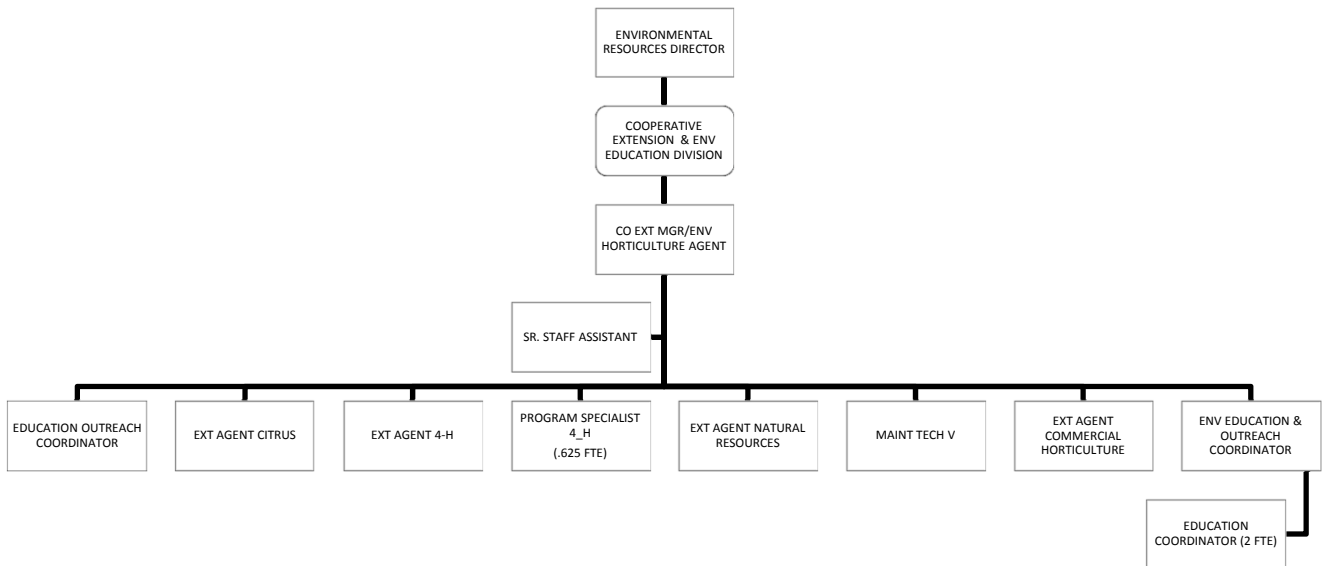 ENVIRONMENTAL
RESOURCES DIRECTOR
COOPERATIVE
EXTENSION & ENV
EDUCATION DIVISION
CO EXT MGR/ENV
HORTICULTURE AGENT
SR. STAFF ASSISTANT
EDUCATION OUTREACH
COORDINATOR
EXT AGENT CITRUS
EXT AGENT 4-H
PROGRAM SPECIALIST
4_H
(.625 FTE)
EXT AGENT NATURAL
RESOURCES
MAINT TECH V
EXT AGENT
COMMERCIAL
HORTICULTURE
ENV EDUCATION &
OUTREACH
COORDINATOR
EDUCATION
COORDINATOR (2 FTE)